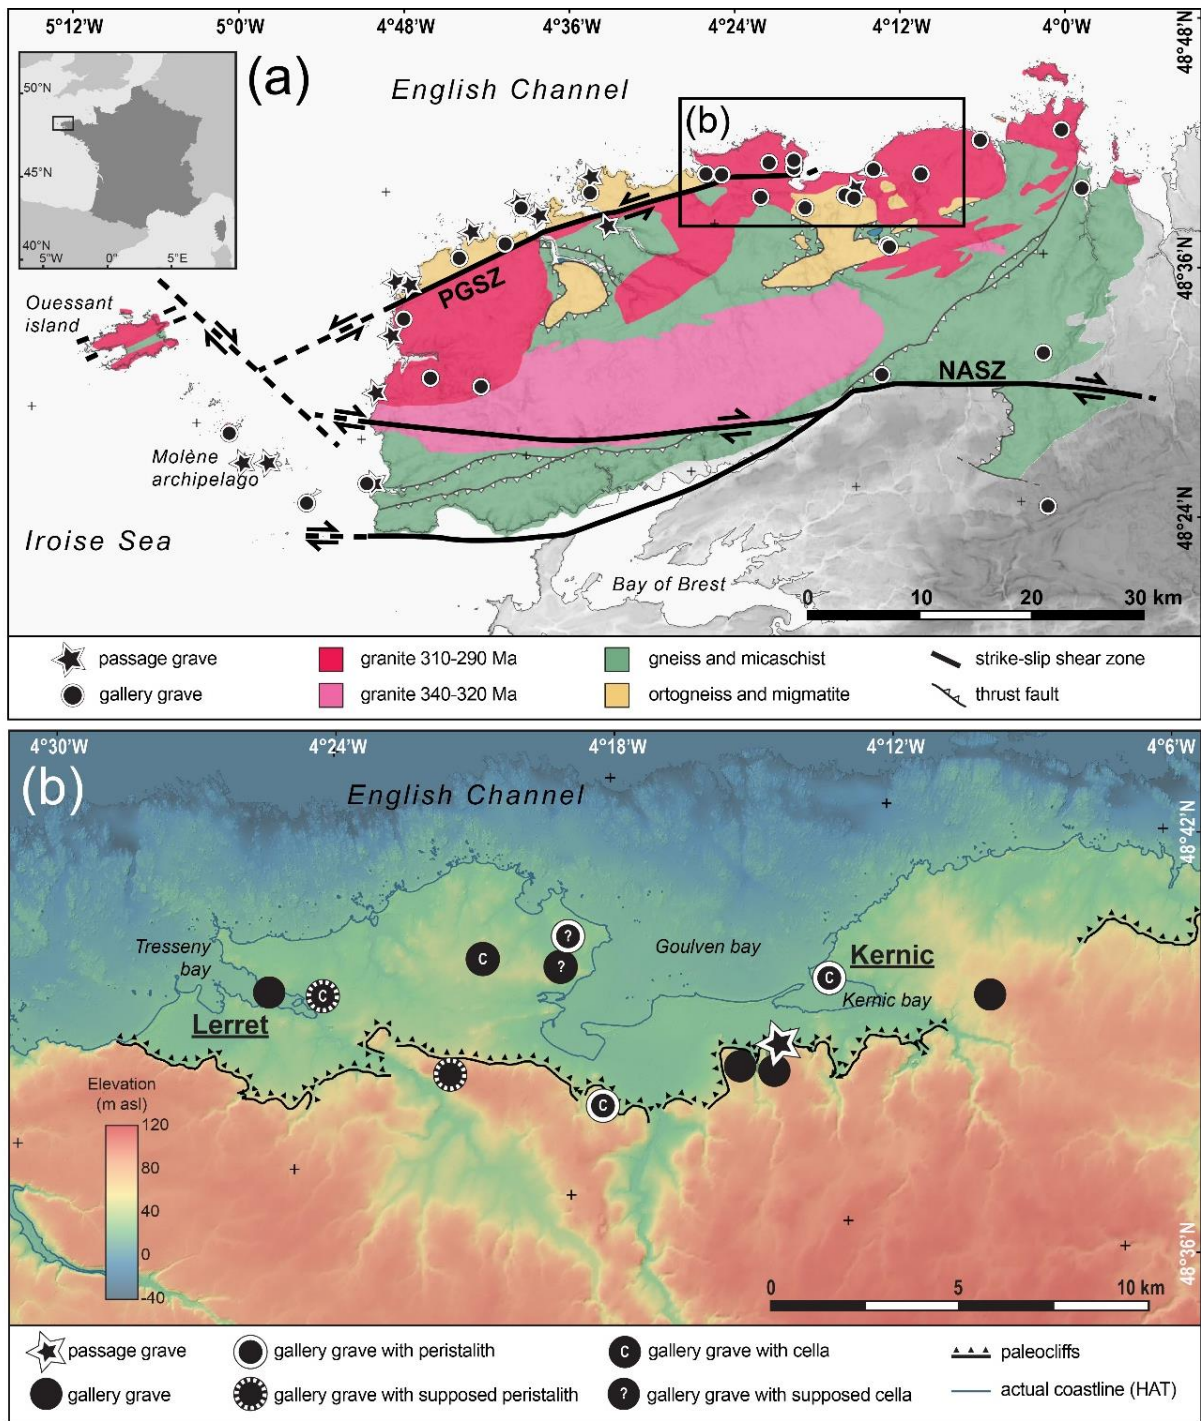 5°12'W 5°0'W 4°48'W 4°36'W 4°24'W 4°12'W 4°0'W
48°48'N
50°N
45°N
40°N
5°W 0°E 5°E
(a)
English Channel
(b)
48°36'N
Ouessant
island
PGSZ
NASZ
Molène
archipelago
Iroise Sea
48°24'N
Bay of Brest
0 10 20 30 km
passage grave
granite 310-290 Ma
gneiss and micaschist
strike-slip shear zone
gallery grave
granite 340-320 Ma
ortogneiss and migmatite
thrust fault
4°30'W 4°24'W 4°18'W 4°12'W 4°6'W
(b)
English Channel
48°42'N
Tresseny
bay
Goulven bay
Kernic
Kernic bay
Lerret
C
C
?
?
C
C
Elevation
(m asl)
120
80
40
0
-40
48°36'N
0 5 10 km
passage grave
gallery grave with peristalith
C gallery grave with cella
paleocliffs
gallery grave
gallery grave with supposed peristalith
? gallery grave with supposed cella
actual coastline (HAT)